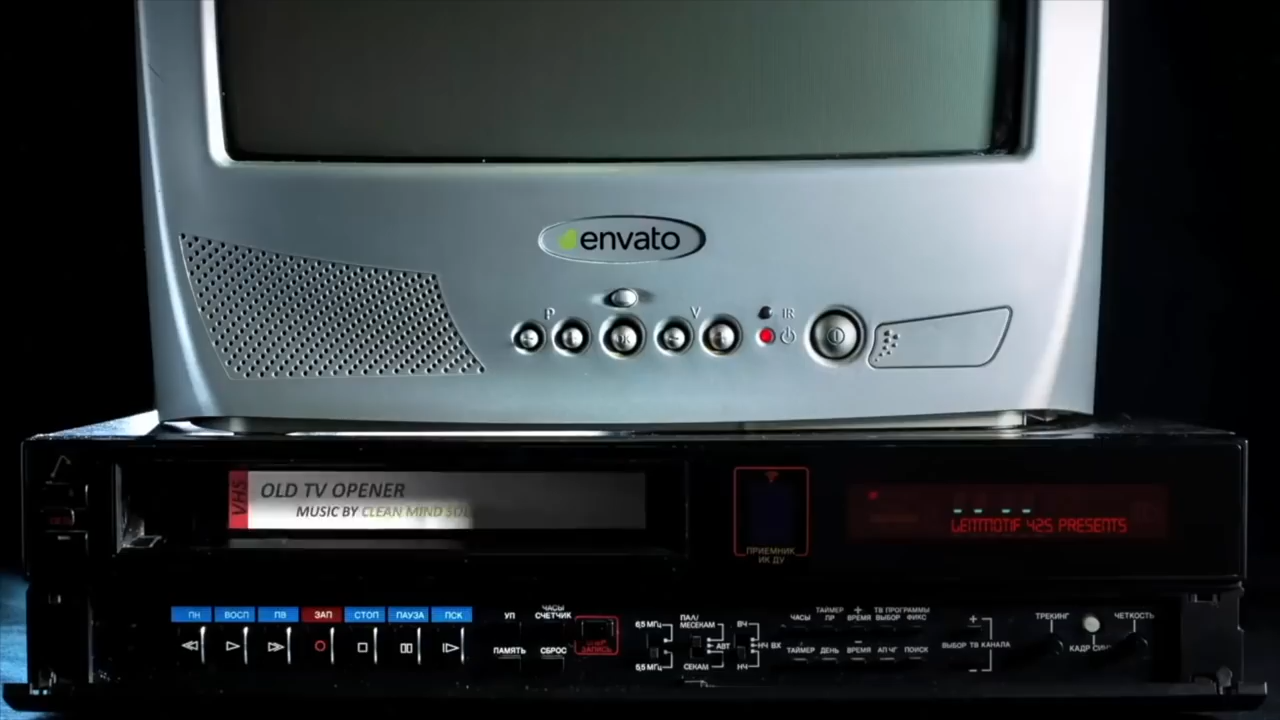 envato
P
V
IR
VHS
OLD TV OPENER
MUSIC BY CLEAN MIND
LEITMOTIF 425 PRESENTS
ПРИЕМНИК
ИК ДУ
ПН ВОСП ПВ ЗАП СТОП ПАУЗА ПСК
УП
ЧАСЫ
СЧЕТЧИК
ПАМЯТЬ
СБРОС
ЗАПИСЬ
6,5 МГц
5,5 МГц
ПАЛ/
МЕСЕКАМ
АВТ
СЕКАМ
ВЧ
НЧ ВХ
НЧ
ЧАСЫ
ТАЙМЕР
ПР
+
ВРЕМЯ
ТВ ПРОГРАММЫ
ВЫБОР ФИКС
ТАЙМЕР ДЕНЬ
–
ВРЕМЯ
АПЧГ ПОИСК
+
ВЫБОР ТВ КАНАЛА
–
ТРЕКИНГ
КАДР
ЧЕТКОСТЬ